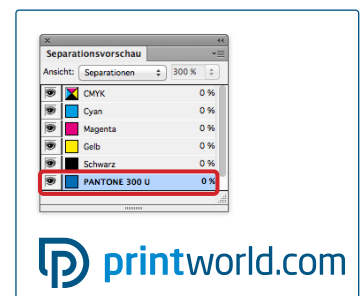 Separationsvorschau
Ansicht: Separationen 300 %
CMYK 0 %
Cyan 0 %
Magenta 0 %
Gelb 0 %
Schwarz 0 %
PANTONE 300 U 0 %
printworld.com